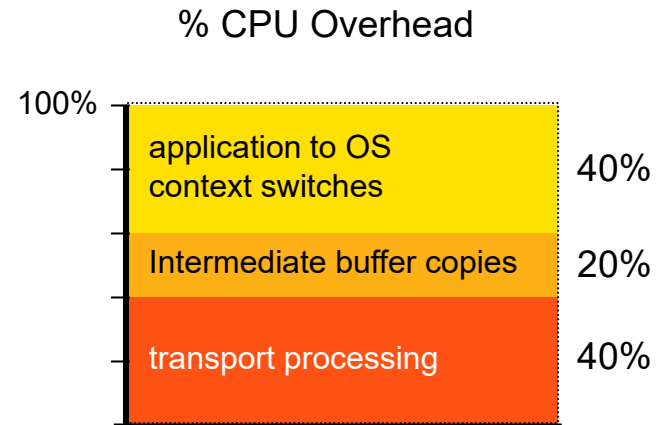 % CPU Overhead
100%
application to OS
context switches
40%
Intermediate buffer copies
20%
transport processing
40%